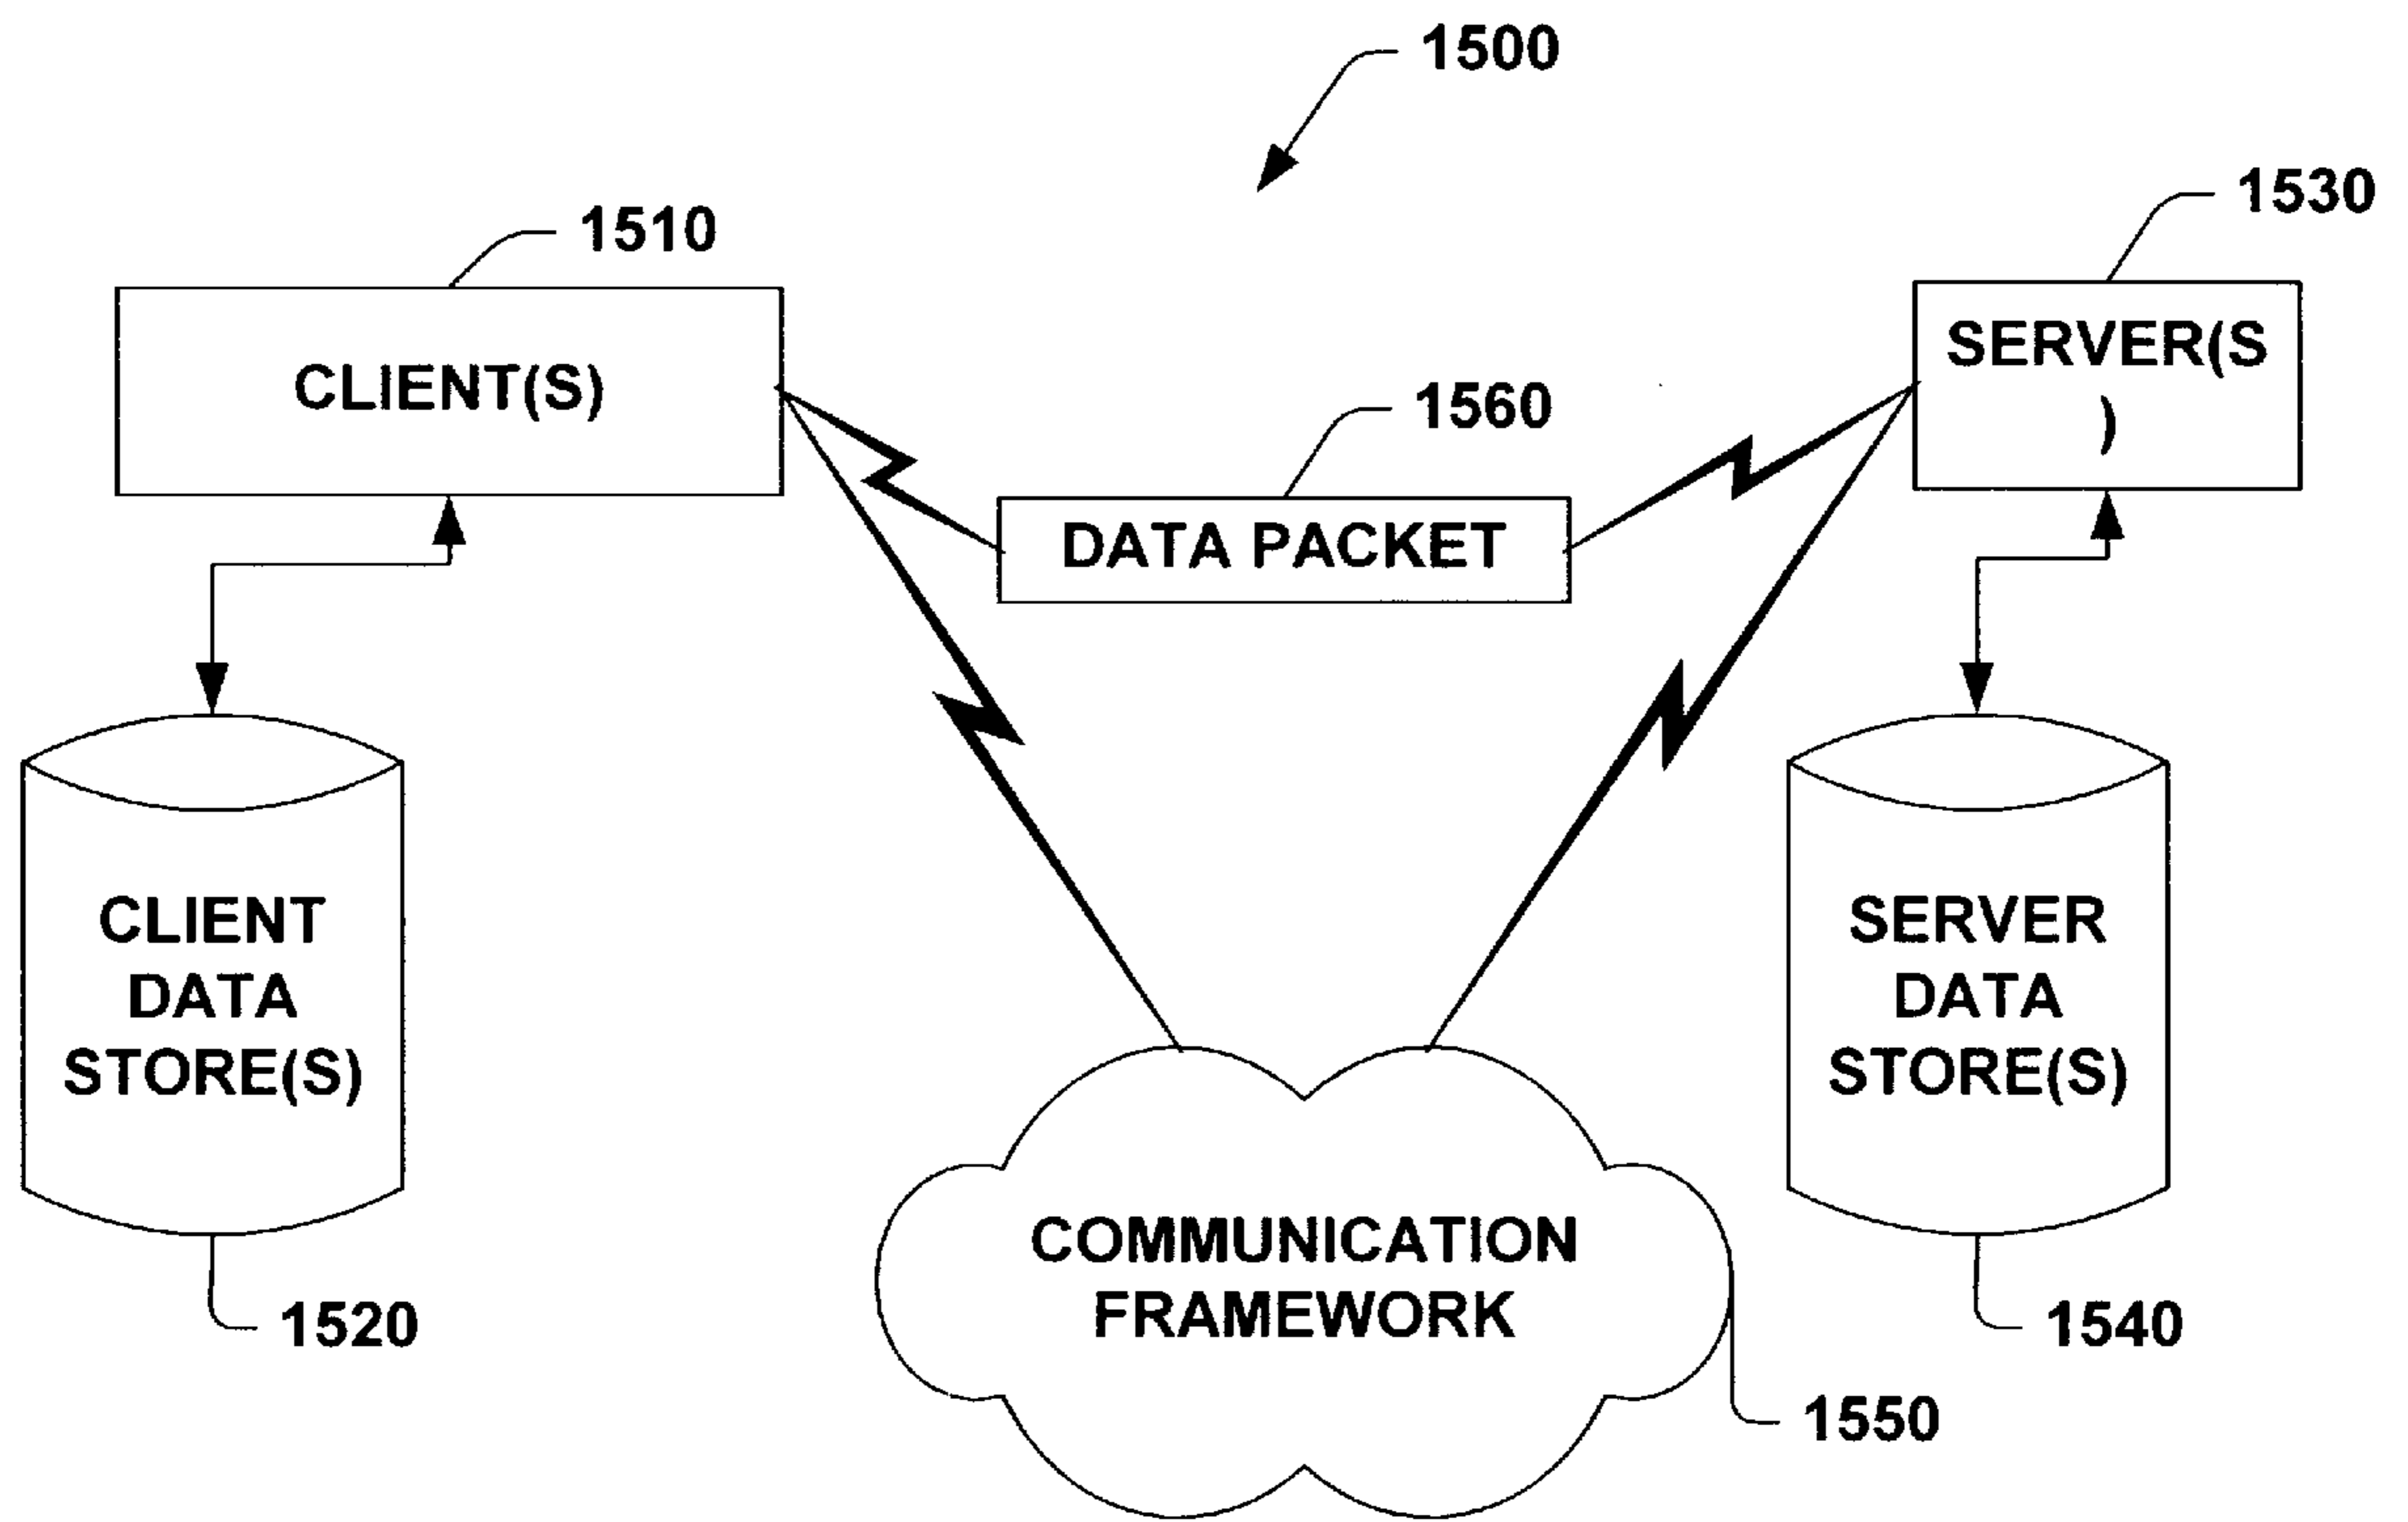 1500
1530
1510
SERVER(S
)
CLIENT(S)
1560
DATA PACKET
CLIENT
DATA
STORE(S)
SERVER
DATA
STORE(S)
COMMUNICATION
FRAMEWORK
1520
1540
1550